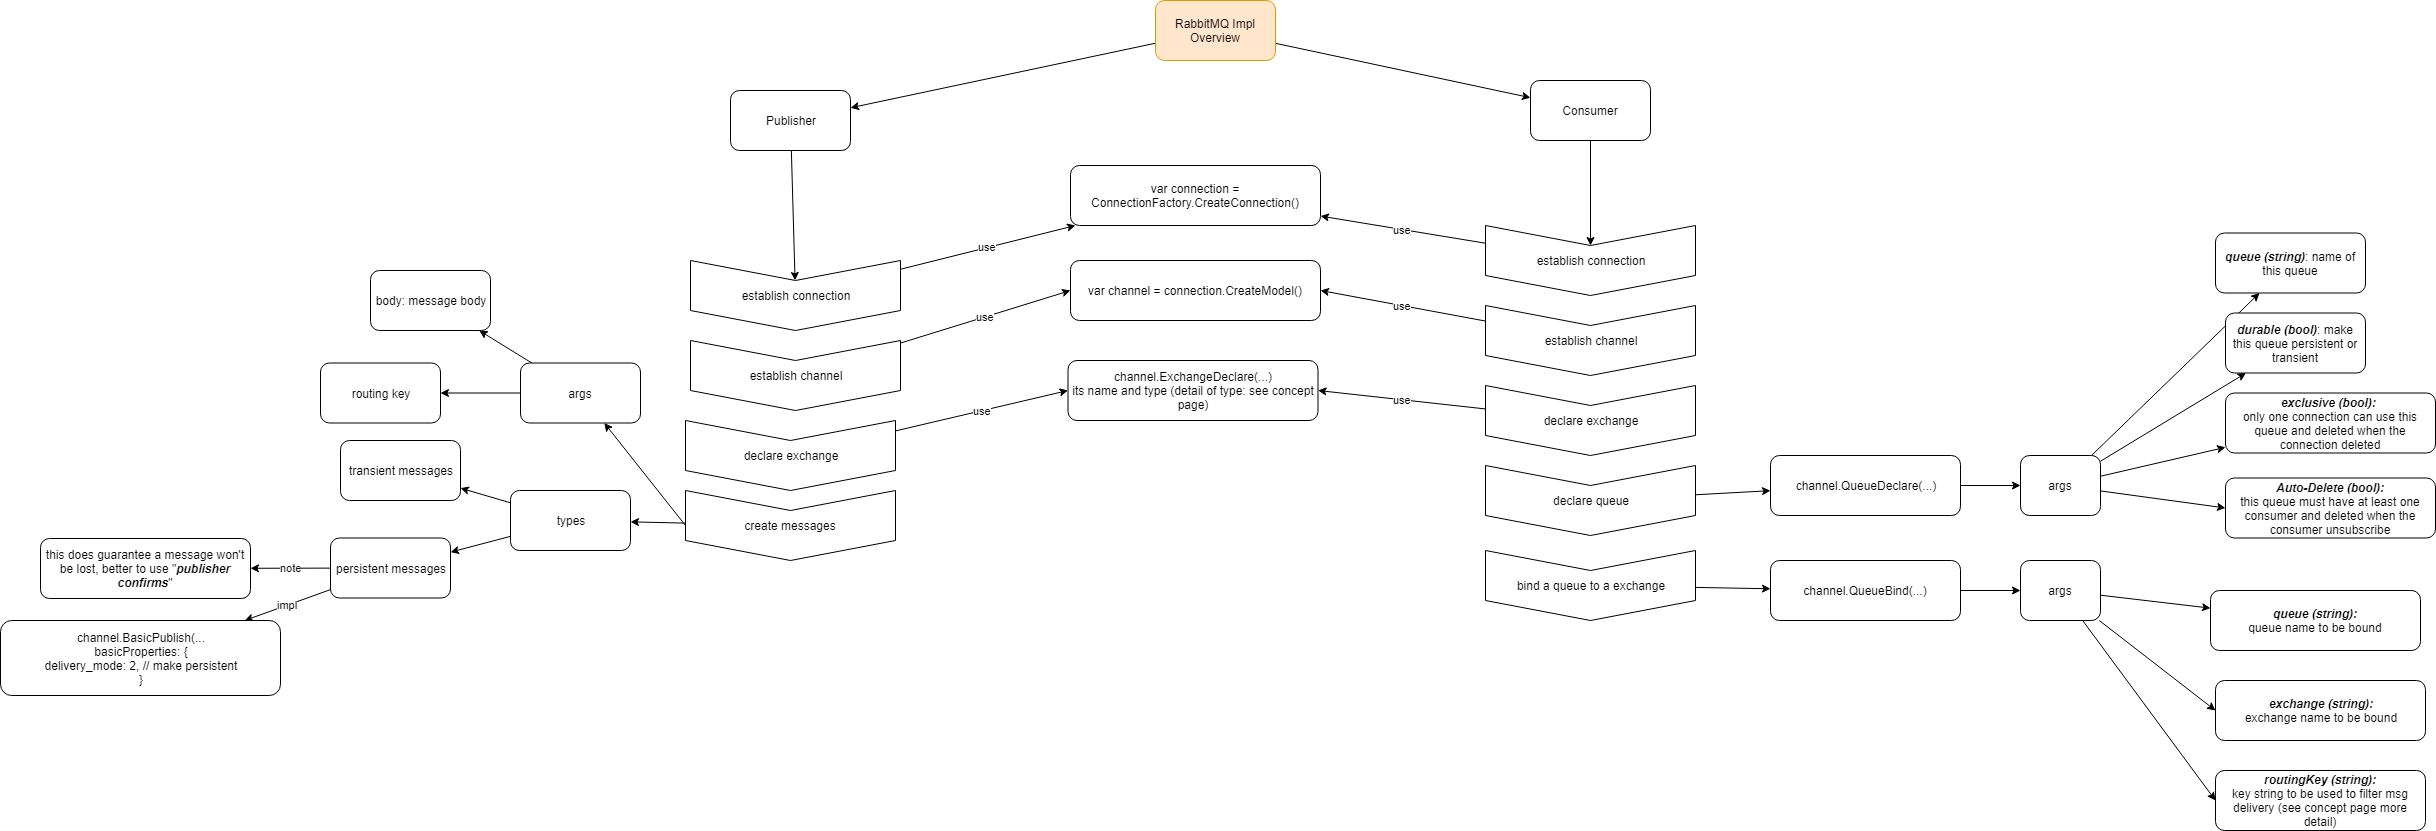 RabbitMQ Impl
Overview
Publisher
Consumer
var connection =
ConnectionFactory.CreateConnection()
use
use
establish connection
establish connection
var channel = connection.CreateModel()
use
use
establish channel
establish channel
channel.ExchangeDeclare(...)
its name and type (detail of type: see concept
page)
use
use
declare exchange
declare exchange
create messages
args
body: message body
routing key
types
transient messages
persistent messages
note
this does guarantee a message won't
be lost, better to use "publisher
confirms"
impl
channel.BasicPublish(...
basicProperties: {
delivery_mode: 2, // make persistent
}
declare queue
channel.QueueDeclare(...)
args
queue (string): name of
this queue
durable (bool): make
this queue persistent or
transient
exclusive (bool):
only one connection can use this
queue and deleted when the
connection deleted
Auto-Delete (bool):
this queue must have at least one
consumer and deleted when the
consumer unsubscribe
bind a queue to a exchange
channel.QueueBind(...)
args
queue (string):
queue name to be bound
exchange (string):
exchange name to be bound
routingKey (string):
key string to be used to filter msg
delivery (see concept page more
detail)